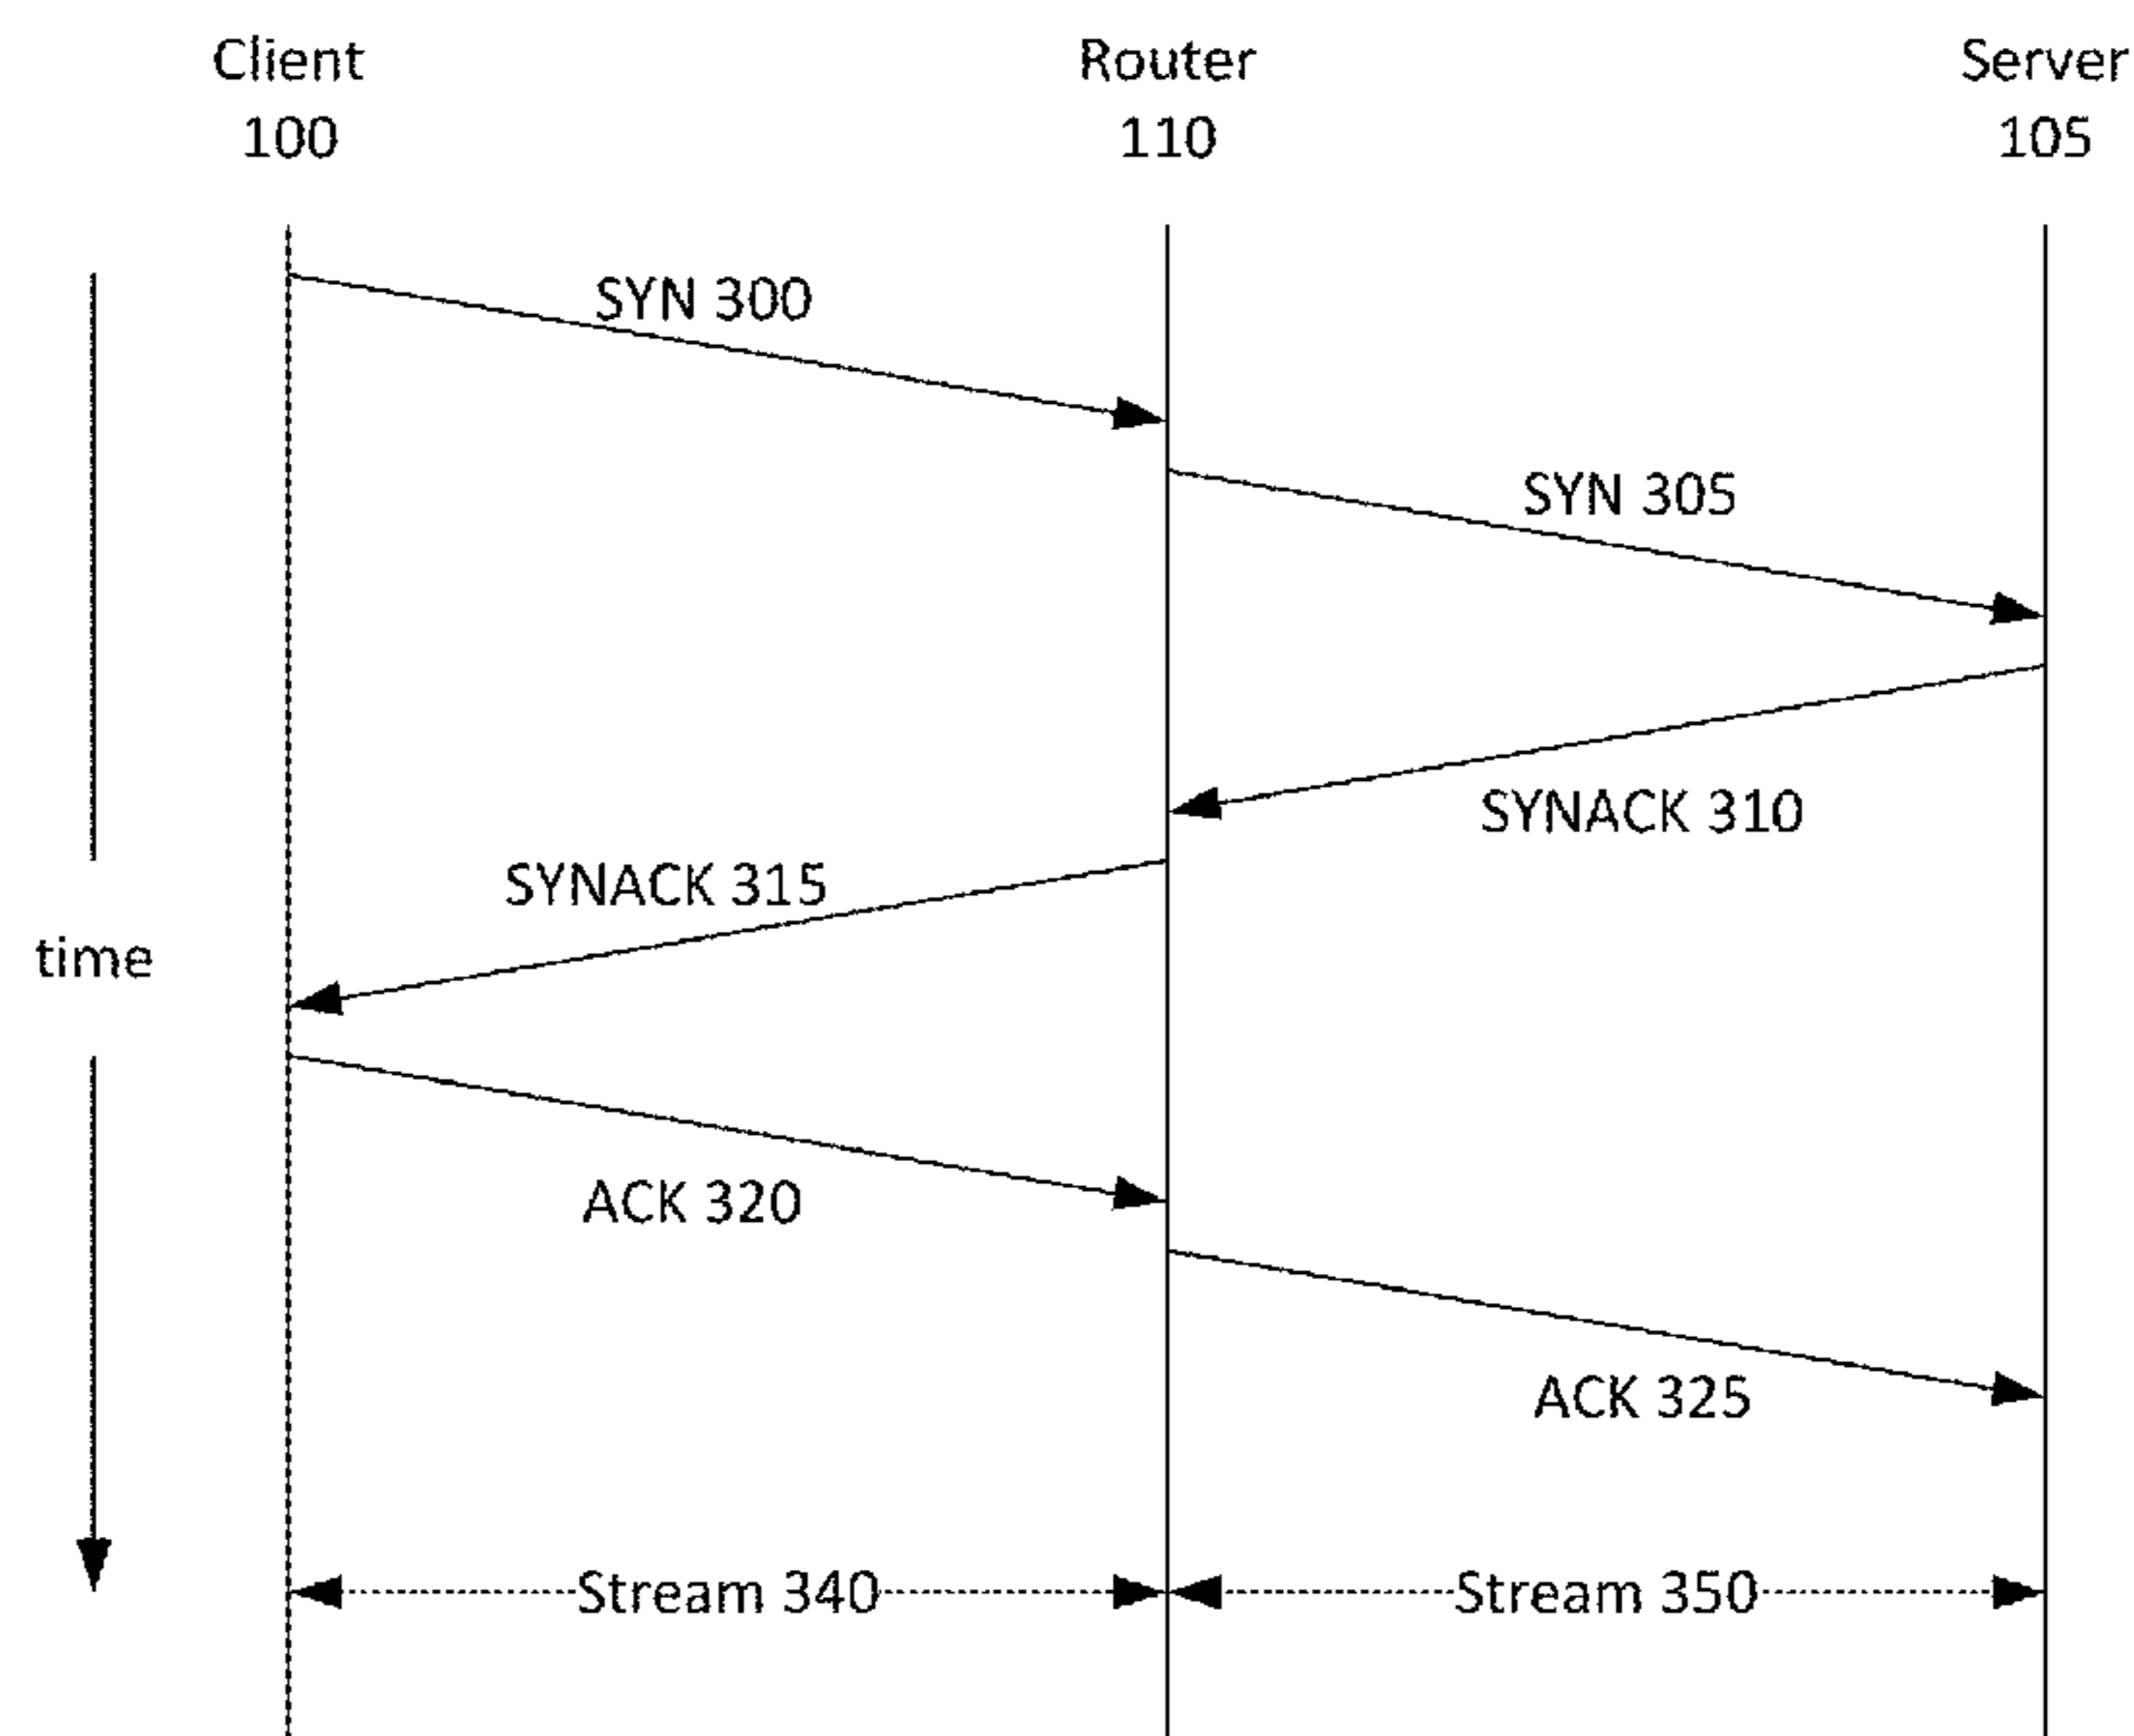 Client
100
Router
110
Server
105
SYN 300
SYN 305
SYNACK 310
SYNACK 315
time
ACK 320
ACK 325
Stream 340
Stream 350